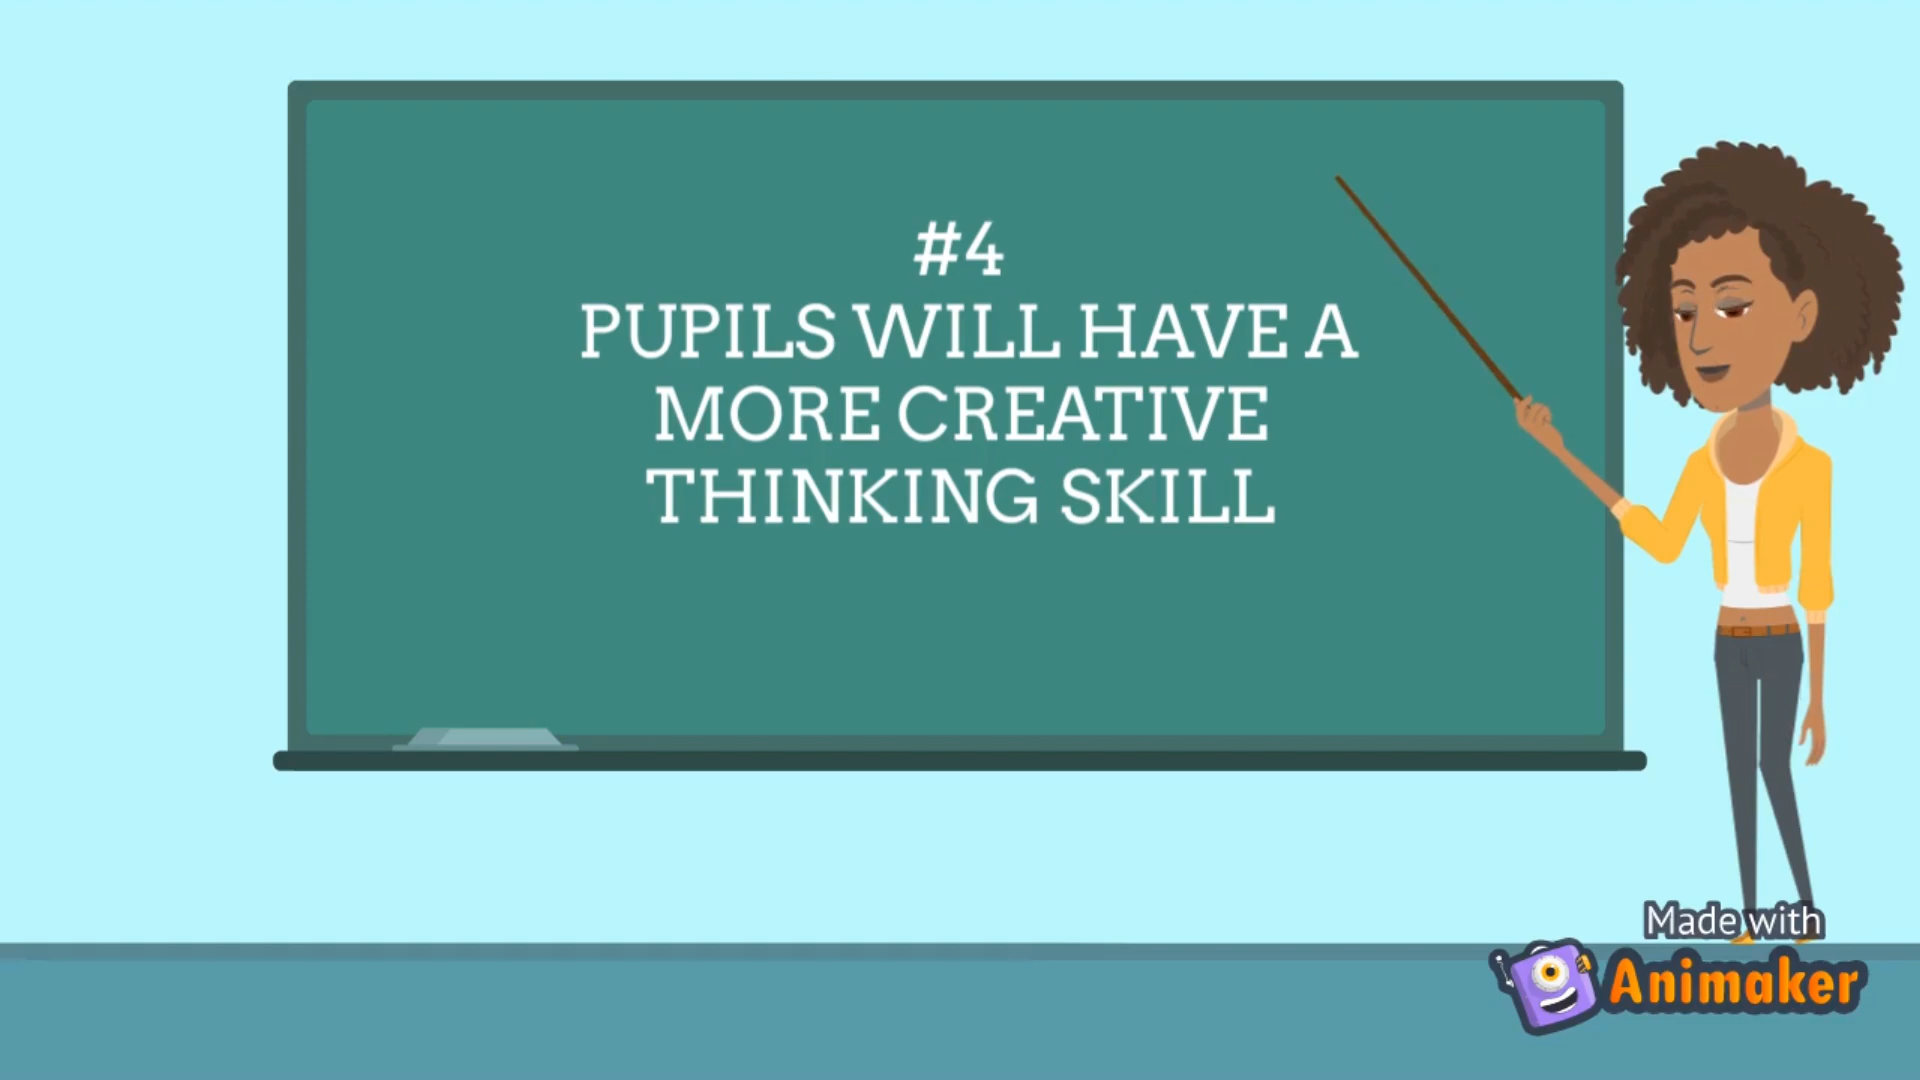 #4
PUPILS WILL HAVE A
MORE CREATIVE
THINKING SKILL
Made with
Animaker